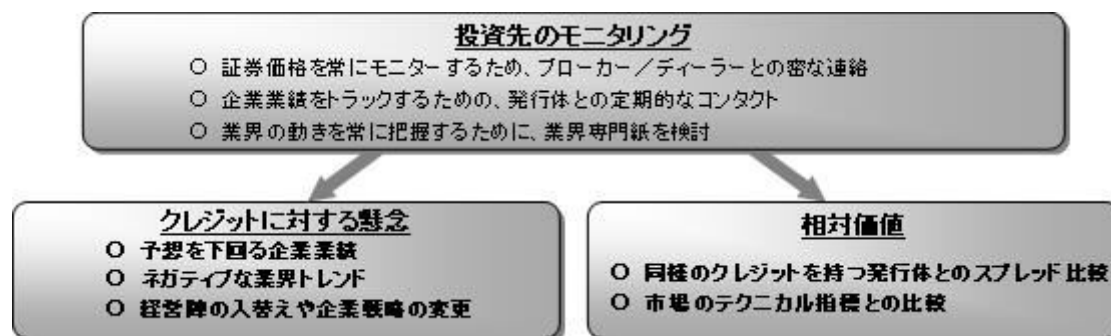 投資先のモニタリング
○ 証券価格を常にモニターするため、ブローカー／ディーラーとの密な連絡
○ 企業業績をトラックするための、発行体との定期的なコンタクト
○ 業界の動きを常に把握するために、業界専門紙を検討
クレジットに対する懸念
○ 予想を下回る企業業績
○ ネガティブな業界トレンド
○ 経営陣の入替えや企業戦略の変更
相対価値
○ 同種のクレジットを持つ発行体とのスプレッド比較
○ 市場のテクニカル指標との比較